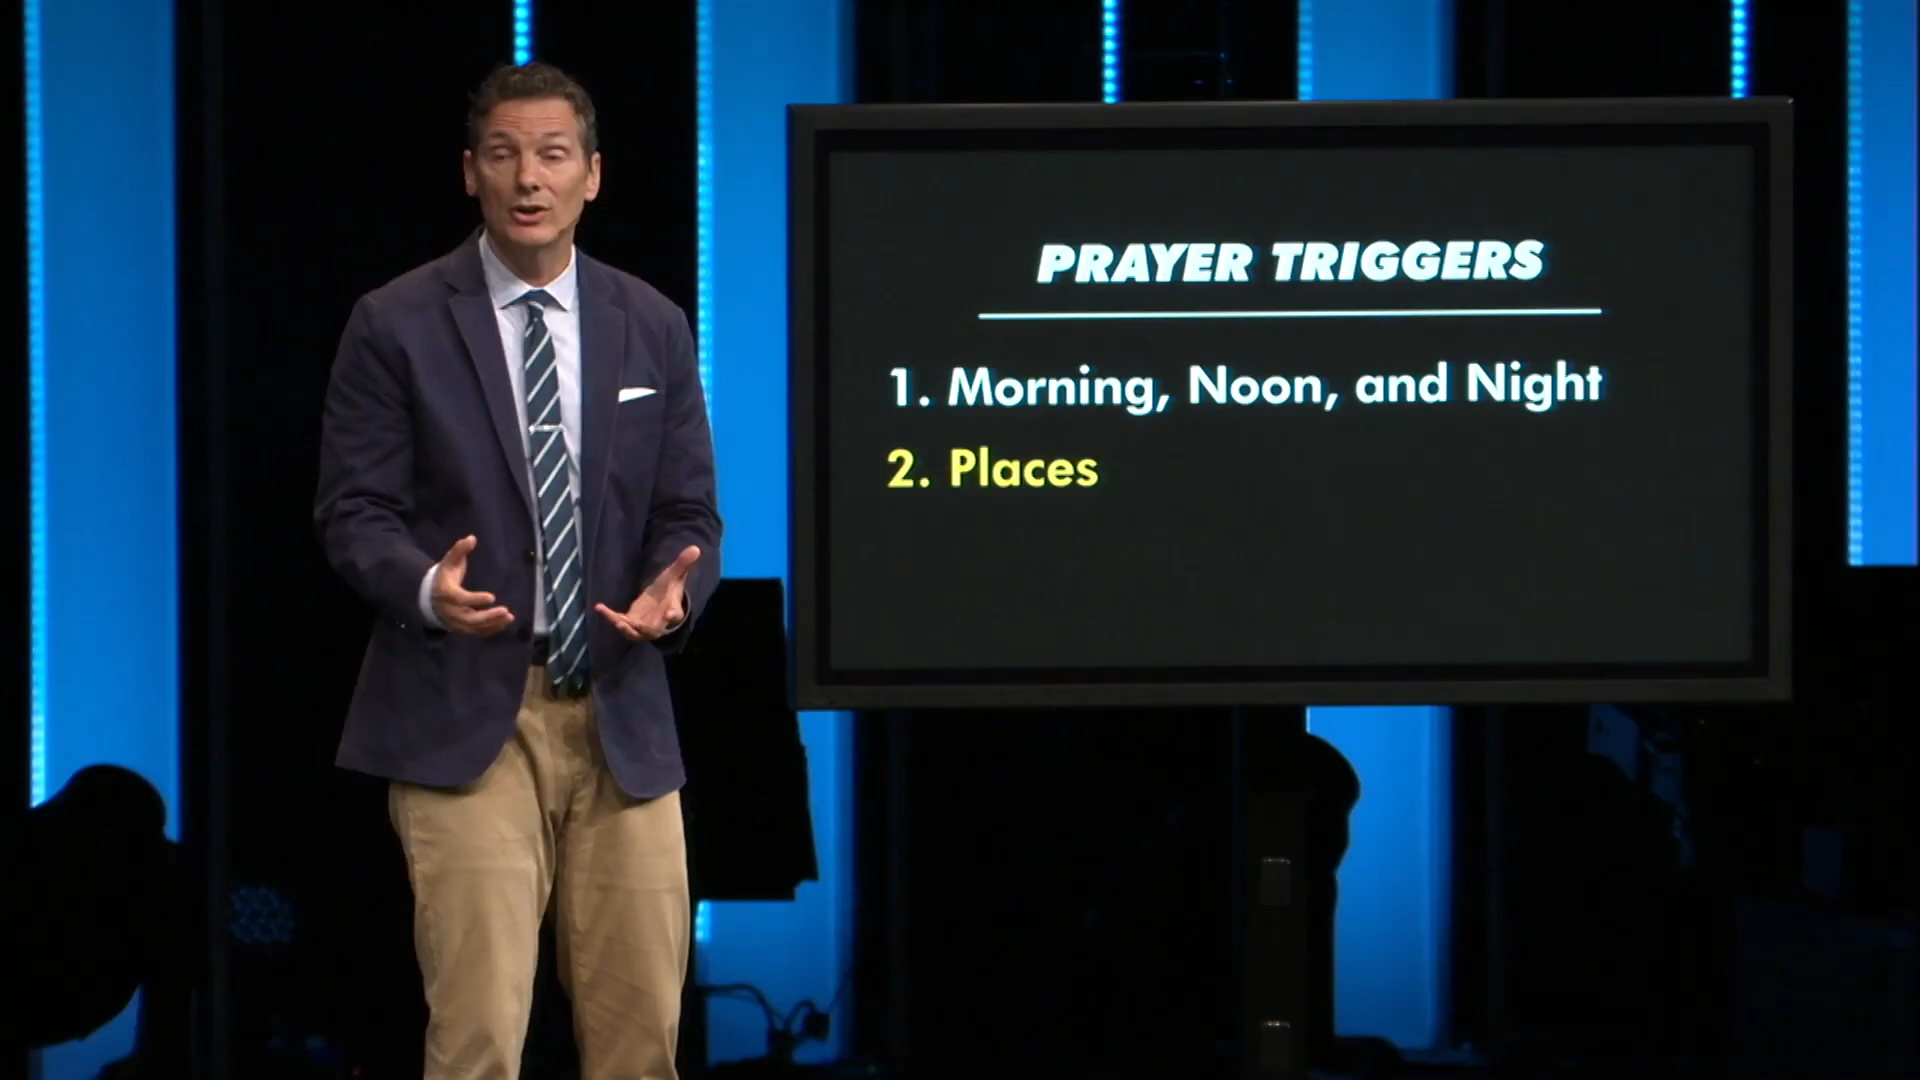 PRAYER TRIGGERS
1. Morning, Noon, and Night
2. Places